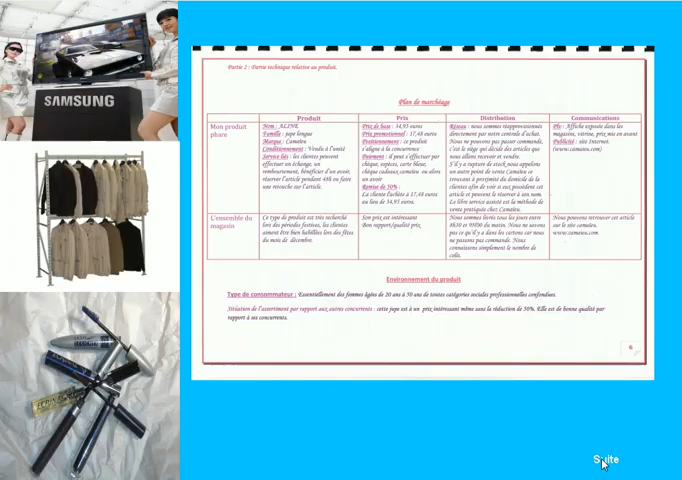 SAMSUNG
Partie 2 : Partie technique relative au produit.
Plan de marchéage
Produit
Prix
Distribution
Communications
Mon produit
phare
Nom : ALINE
Famille : jupe longue
Marque : Camaïeu
Conditionnement : Vendu à l'unité
Service liés : les clientes peuvent
effectuer un échange, un
remboursement, bénéficier d'un avoir,
réserver l'article pendant 48h ou faire
une retouche sur l'article.
Prix de base : 34,95 euros
Prix promotionnel : 17,48 euros
Positionnement : ce produit
s'aligne à la concurrence
Paiement : il peut s'effectuer par
chèque, espèces, carte bleue,
chèque cadeaux camaïeu ou alors
un avoir
Remise de 50% :
La cliente l'achète à 17,48 euros
au lieu de 34,95 euros.
Réseau : nous sommes réapprovisionnés
directement par notre centrale d'achat.
Nous ne pouvons pas passer commande,
c'est le siège qui décide des articles que
nous allons recevoir et vendre.
S'il y a rupture de stock nous appelons
un autre point de vente Camaïeu se
trouvant à proximité du domicile de la
clientes afin de voir si eux possèdent cet
article et peuvent le réserver à son nom.
Le libre service assisté est la méthode de
vente pratiquée chez Camaïeu.
Plv : Affiche exposée dans les
magasins, vitrine, prix mis en avant
Publicité : site Internet.
(www.camaieu.com)
L'ensemble du
magasin
Ce type de produit est très recherché
lors des périodes festives, les clientes
aiment être bien habillées lors des fêtes
du mois de décembre.
Son prix est intéressant
Bon rapport/qualité prix
Nous sommes livrés tous les jours entre
8h30 et 9h00 du matin. Nous ne savons
pas ce qu'il y a dans les cartons car nous
ne passons pas commande. Nous
connaissons simplement le nombre de
colis.
Nous pouvons retrouver cet article
sur le site camaïeu.
www.camaieu.com
Environnement du produit
Type de consommateur : Essentiellement des femmes âgées de 20 ans à 50 ans de toutes catégories sociales professionnelles confondues.
Situation de l'assortiment par rapport aux autres concurrents : cette jupe est à un prix intéressant même sans la réduction de 50%. Elle est de bonne qualité par
rapport à ses concurrents.
6
Suite